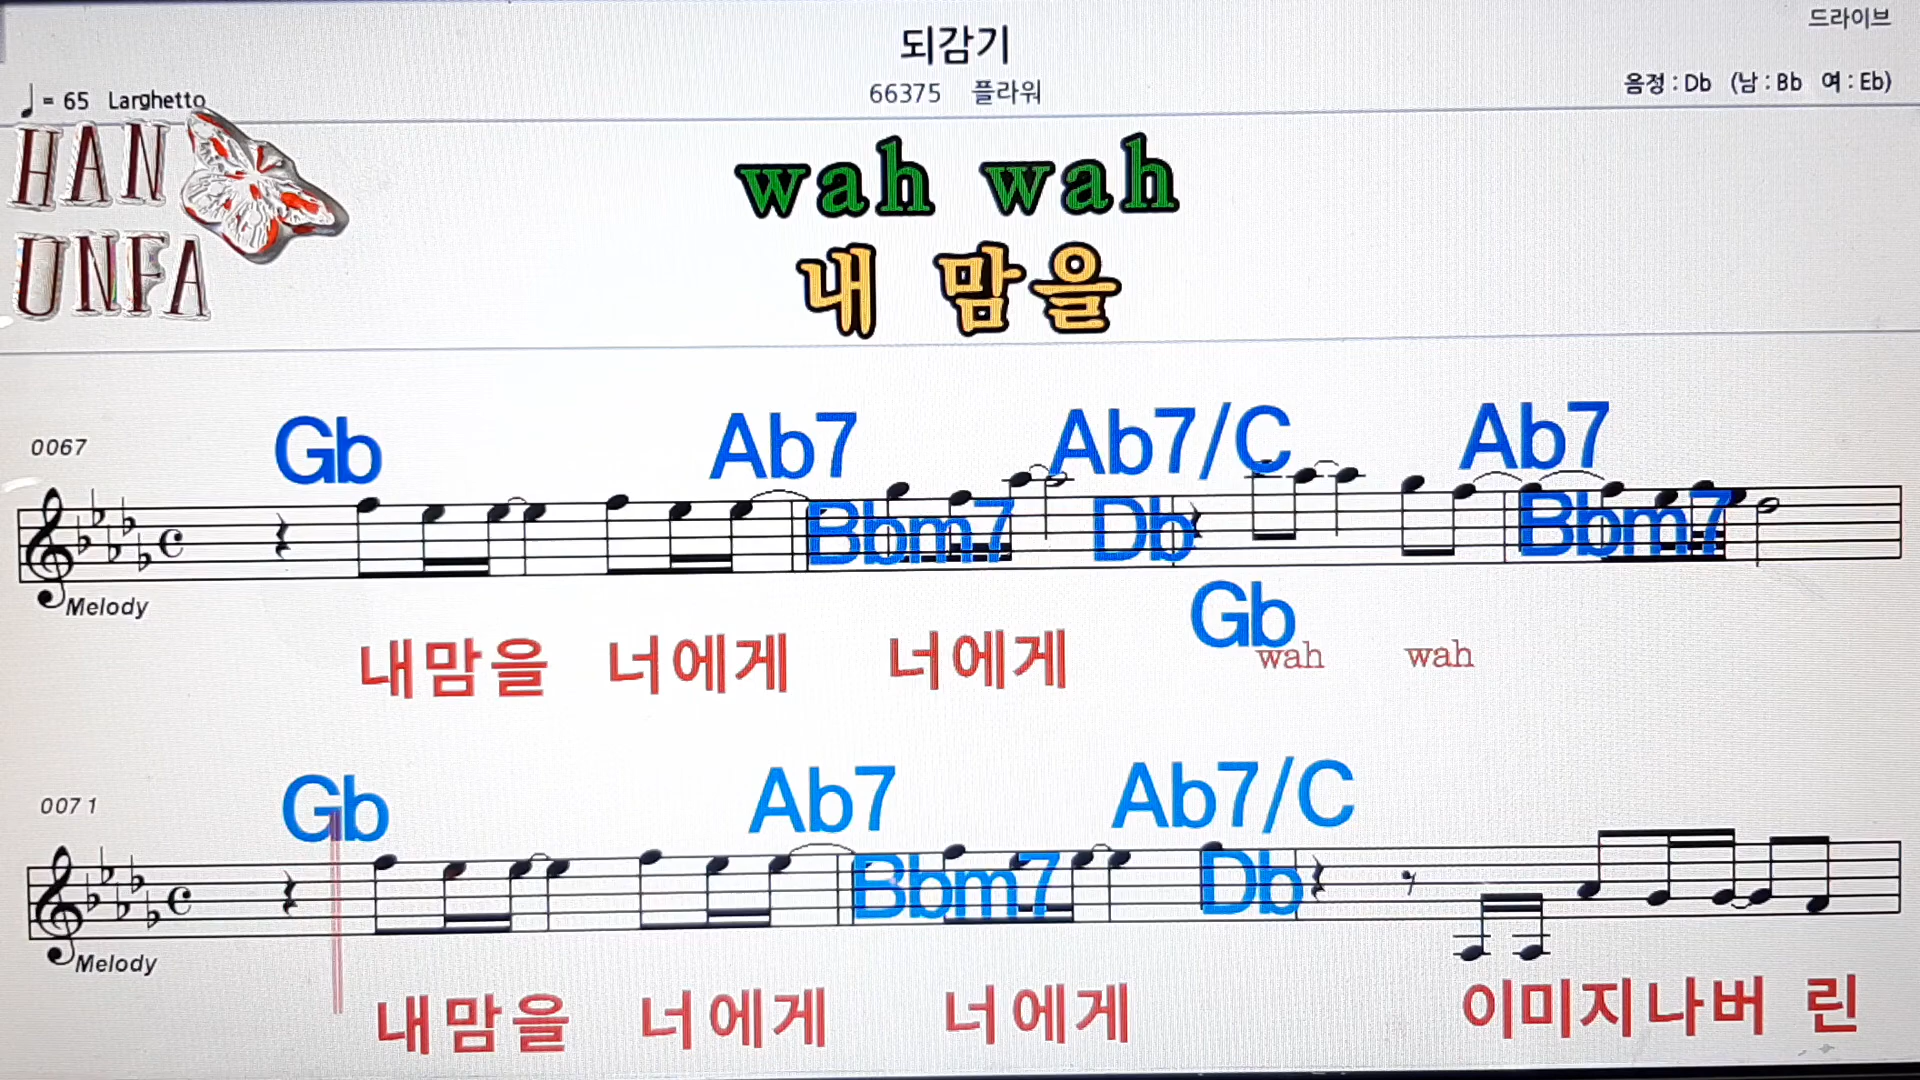 드라이브
되감기
66375 플라워
음정 : Db (남 : Bb 여 : Eb)
♩ = 65 Larghetto
HAN
UNFA
wah wah
내 맘을
0067
Gb Ab7 Ab7/C Ab7
Bbm7 Db Bbm7
Melody
Gb
내맘을 너에게 너에게 wah wah
0071
Gb Ab7 Ab7/C
Bbm7 Db
Melody
내맘을 너에게 너에게 이미지나버 린